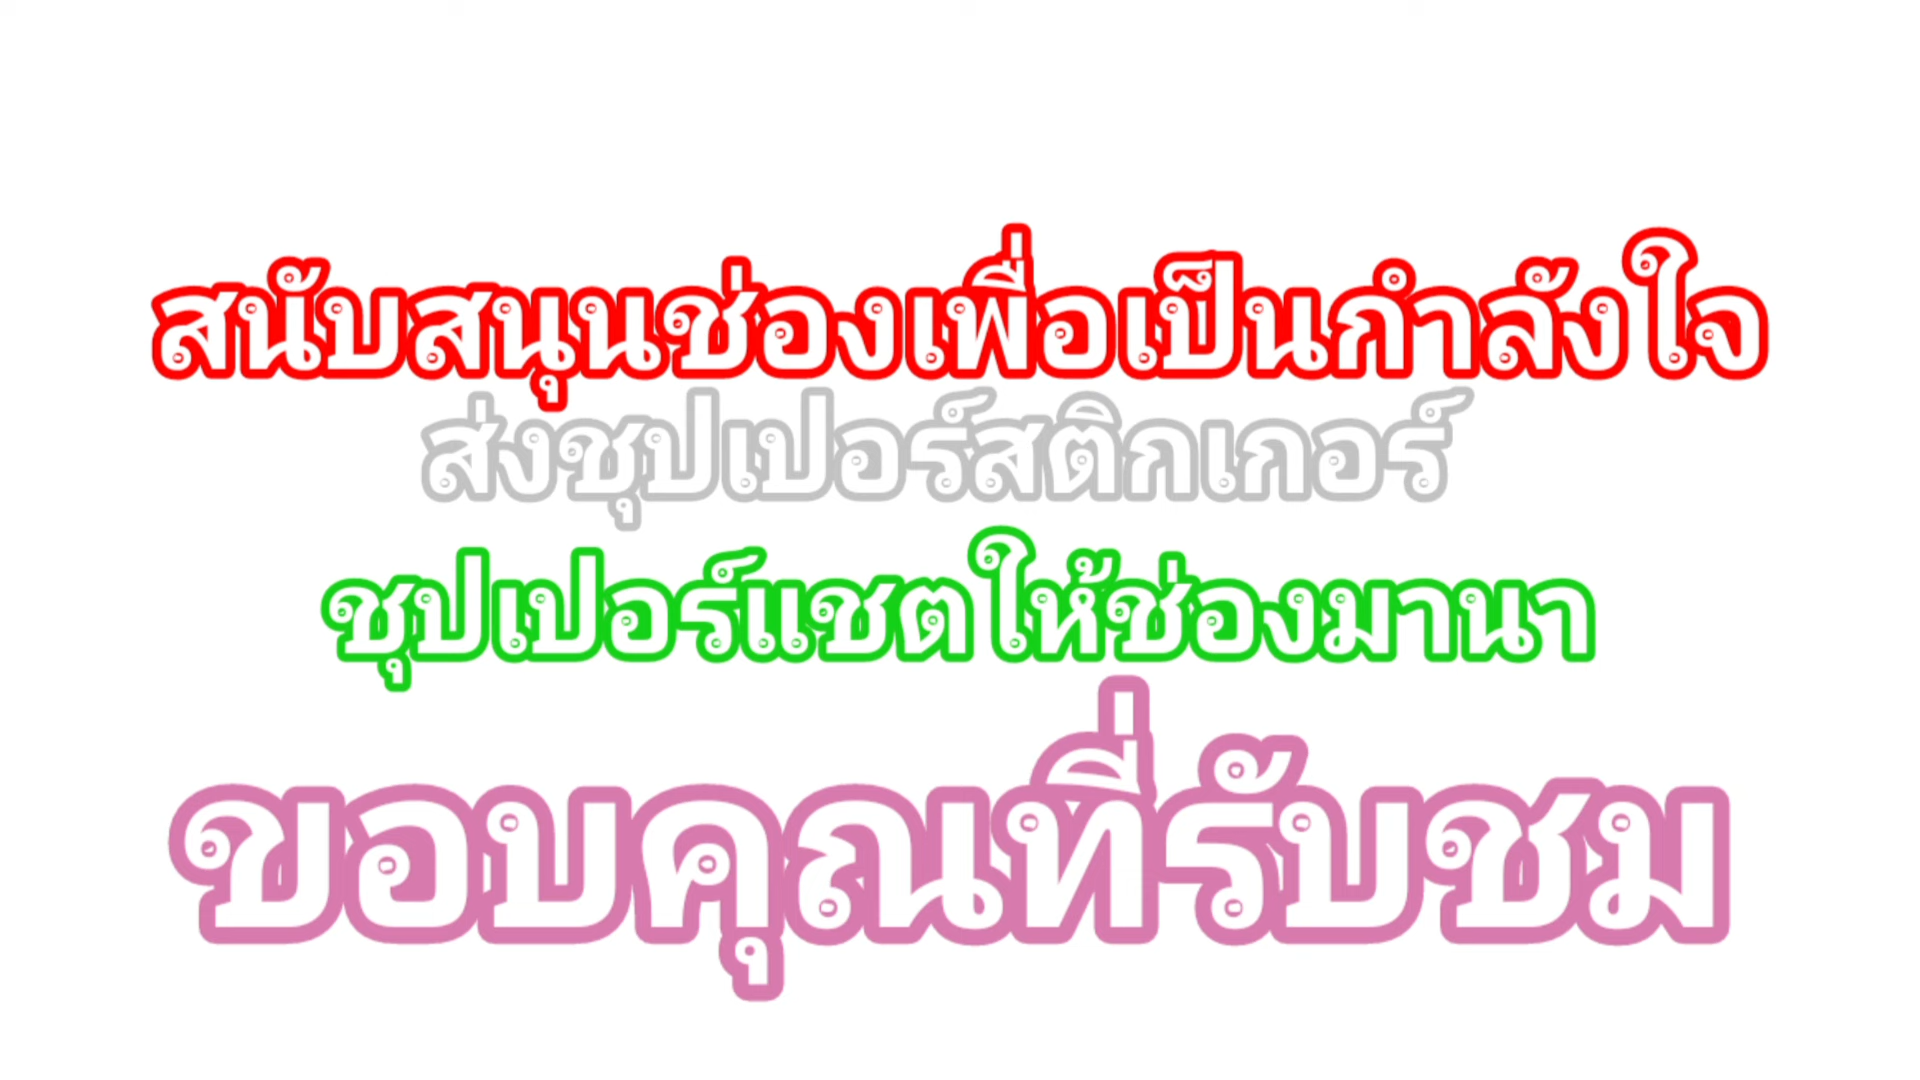 สนับสนุนช่องเพื่อเป็นกำลังใจ
ส่งซุปเปอร์สติกเกอร์
ซุปเปอร์แชตให้ช่องมานา
ขอบคุณที่รับชม